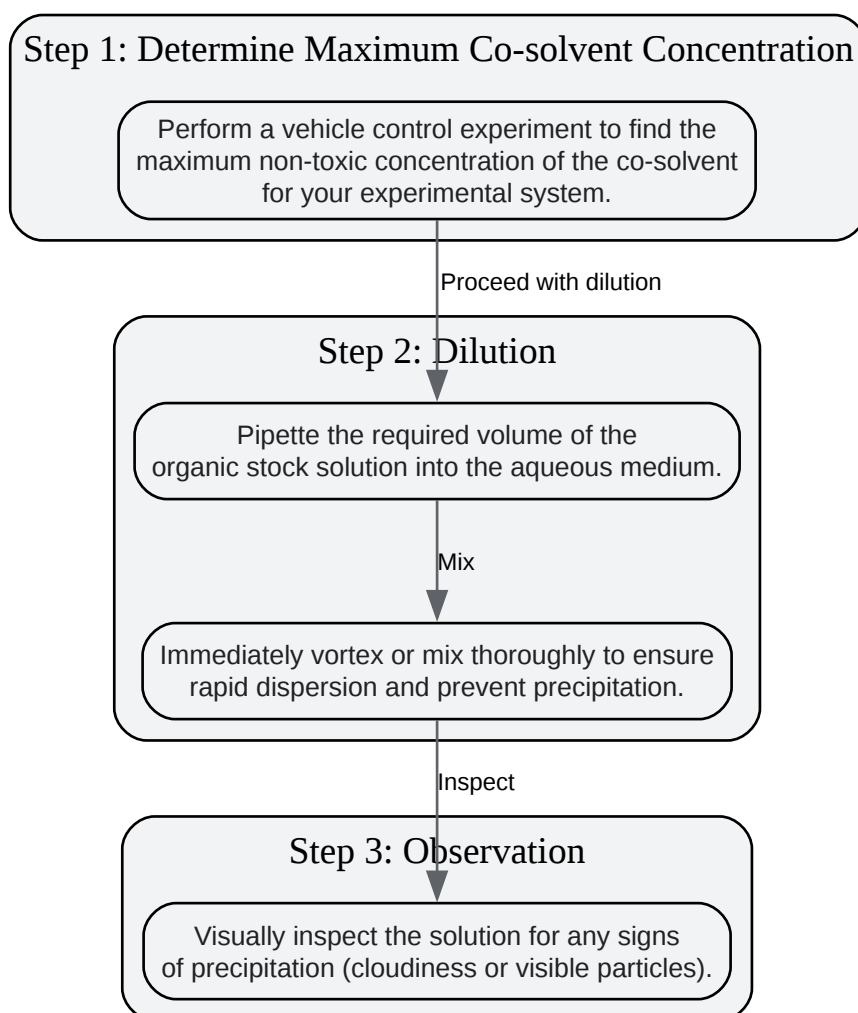 Step 1: Determine Maximum Co-solvent Concentration
Perform a vehicle control experiment to find the
maximum non-toxic concentration of the co-solvent
for your experimental system.
Proceed with dilution
Step 2: Dilution
Pipette the required volume of the
organic stock solution into the aqueous medium.
Mix
Immediately vortex or mix thoroughly to ensure
rapid dispersion and prevent precipitation.
Inspect
Step 3: Observation
Visually inspect the solution for any signs
of precipitation (cloudiness or visible particles).